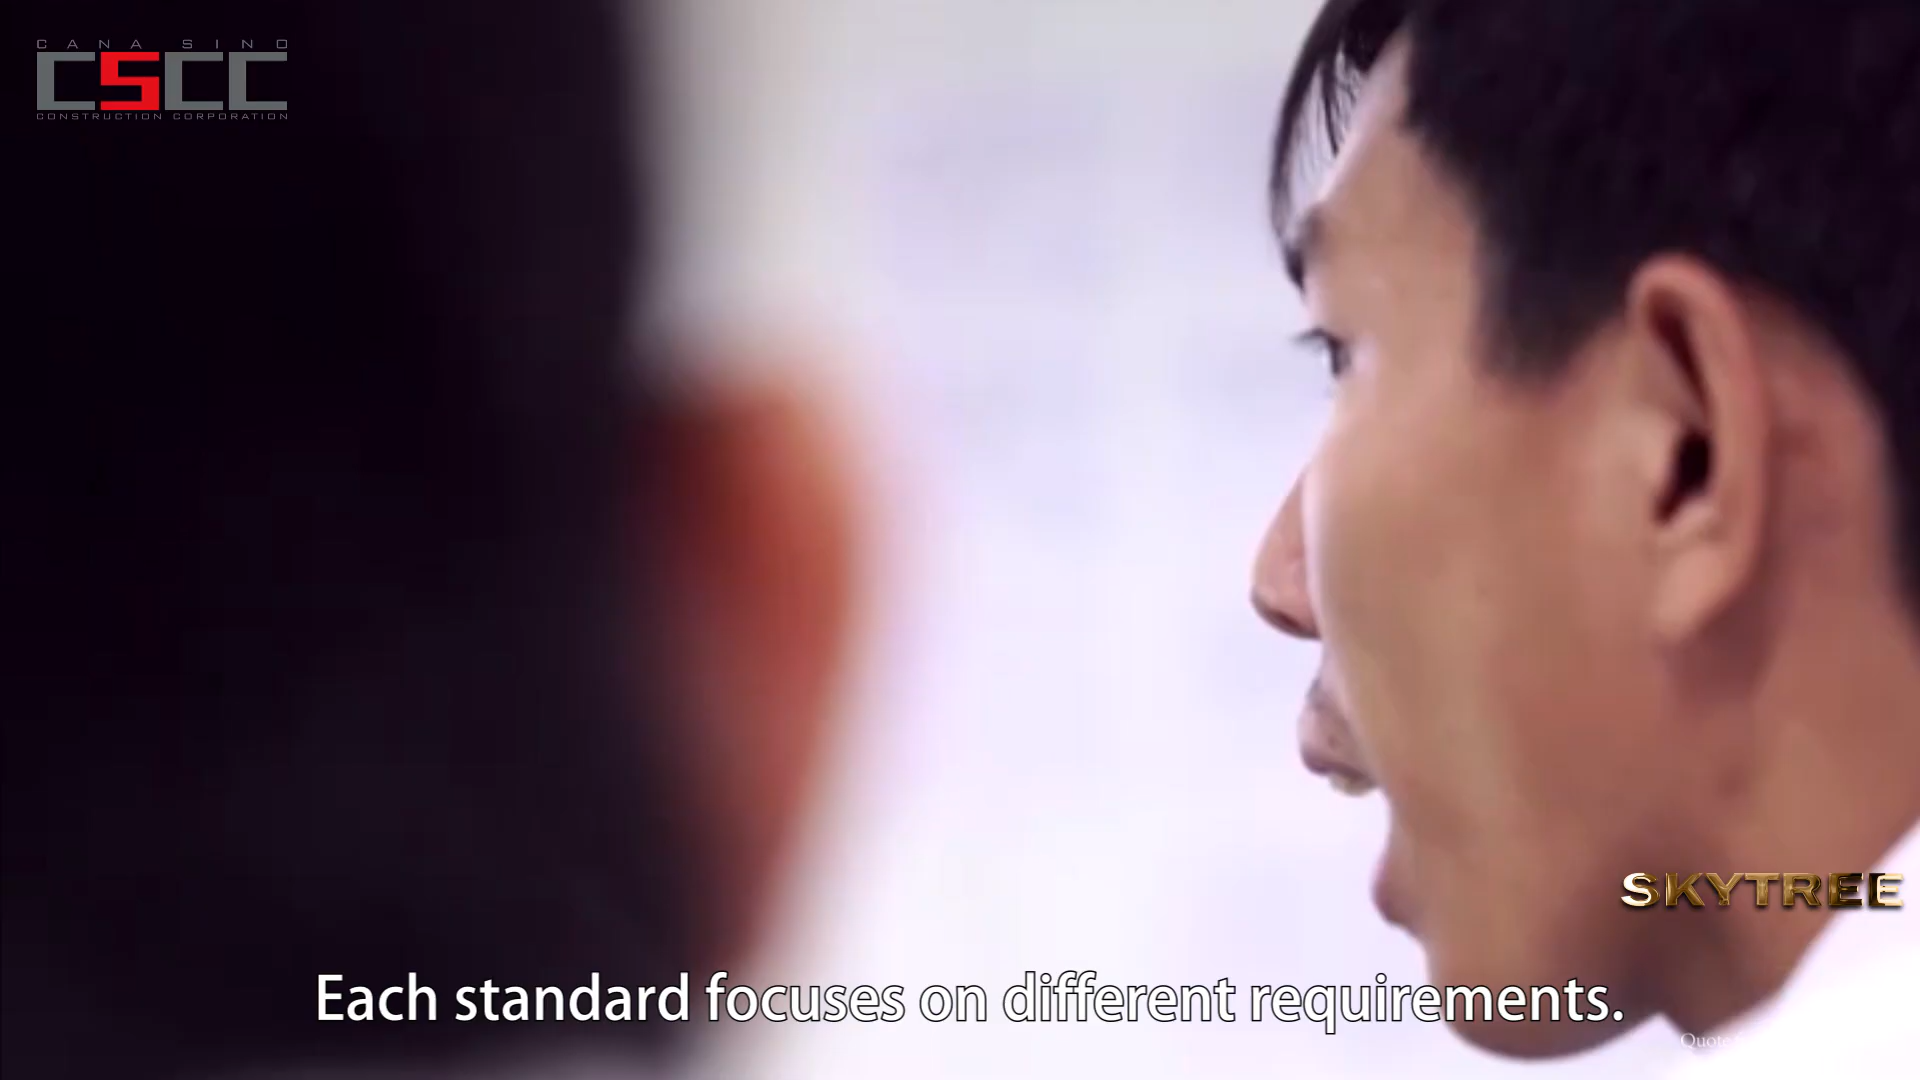 CANA SINO
CSCC
CONSTRUCTION CORPORATION
SKYTREE
Each standard focuses on different requirements.